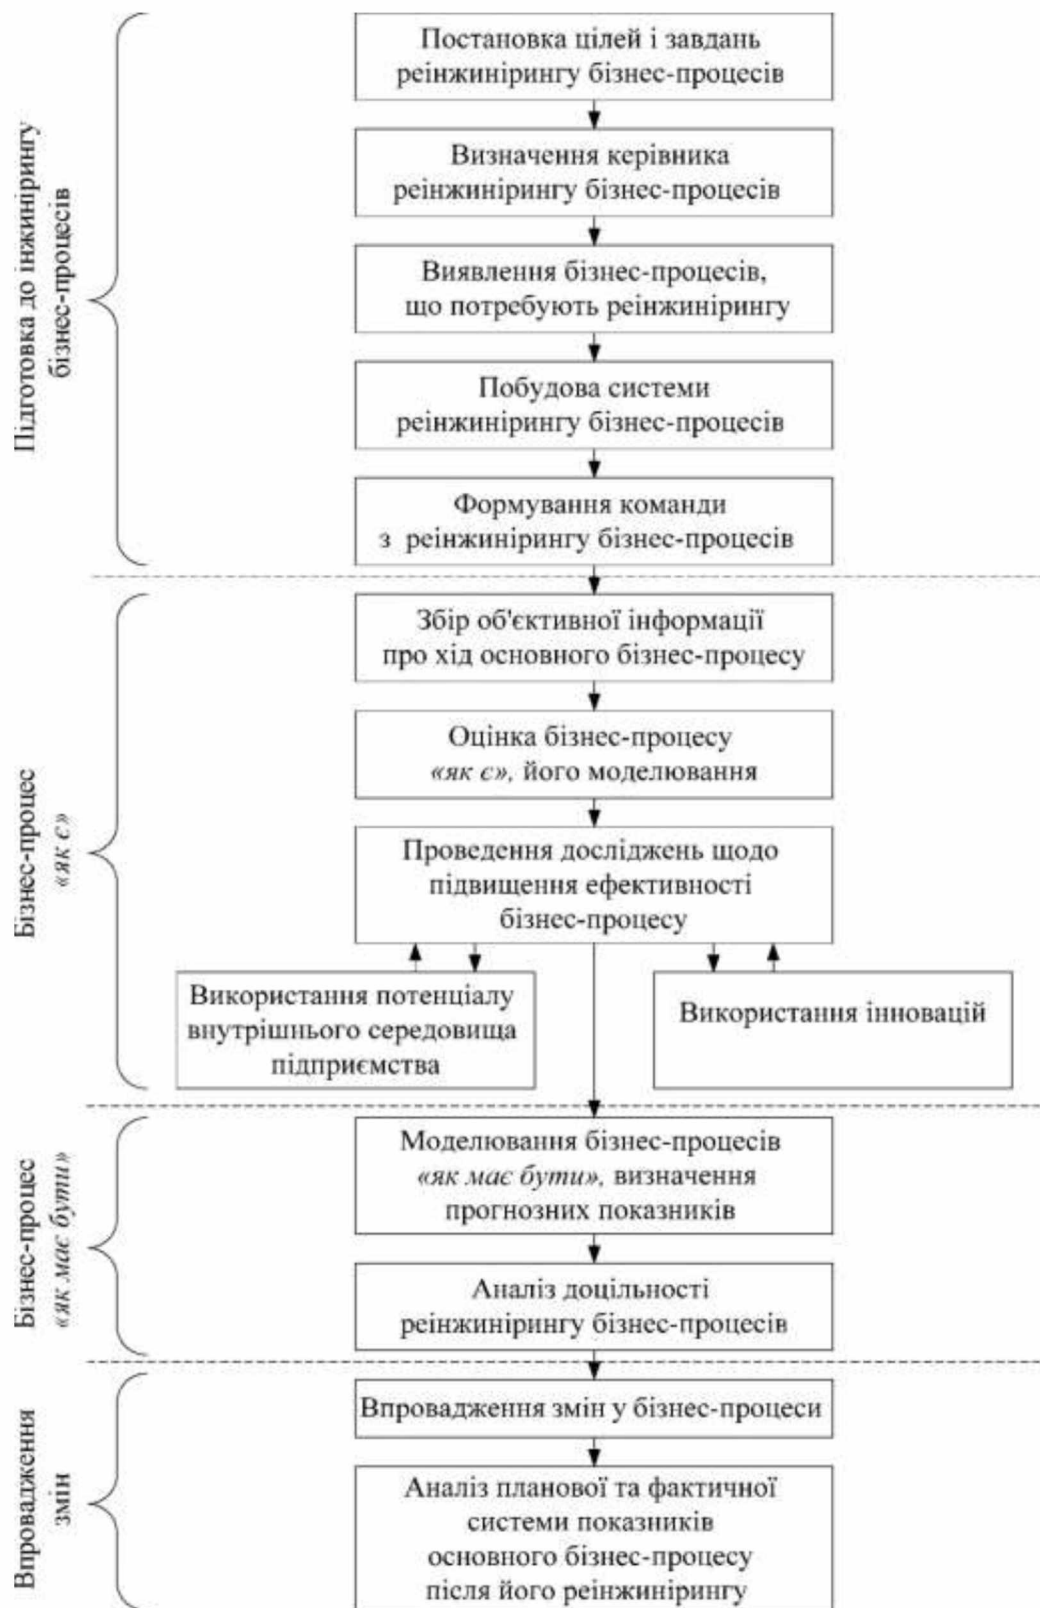 Підготовка до інжинірингу
бізнес-процесів
Постановка цілей і завдань
реінжинірингу бізнес-процесів
Визначення керівника
реінжинірингу бізнес-процесів
Виявлення бізнес-процесів,
що потребують реінжинірингу
Побудова системи
реінжинірингу бізнес-процесів
Формування команди
з реінжинірингу бізнес-процесів
Бізнес-процес
«як є»
Збір об'єктивної інформації
про хід основного бізнес-процесу
Оцінка бізнес-процесу
«як є», його моделювання
Проведення досліджень щодо
підвищення ефективності
бізнес-процесу
Використання потенціалу
внутрішнього середовища
підприємства
Використання інновацій
Бізнес-процес
«як має бути»
Моделювання бізнес-процесів
«як має бути», визначення
прогнозних показників
Аналіз доцільності
реінжинірингу бізнес-процесів
Впровадження
змін
Впровадження змін у бізнес-процеси
Аналіз планової та фактичної
системи показників
основного бізнес-процесу
після його реінжинірингу